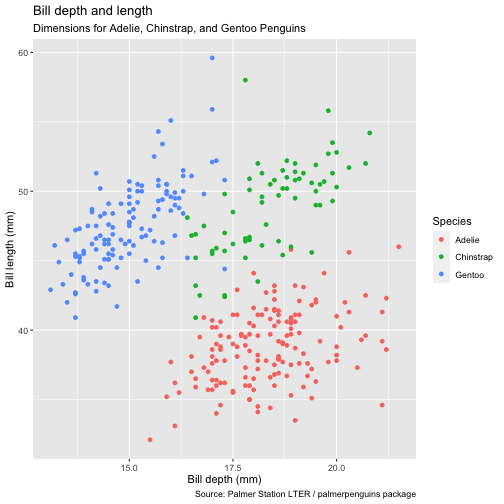 Bill depth and length
Dimensions for Adelie, Chinstrap, and Gentoo Penguins
60
50
40
Bill length (mm)
15.0 17.5 20.0
Bill depth (mm)
Species
Adelie
Chinstrap
Gentoo
Source: Palmer Station LTER / palmerpenguins package